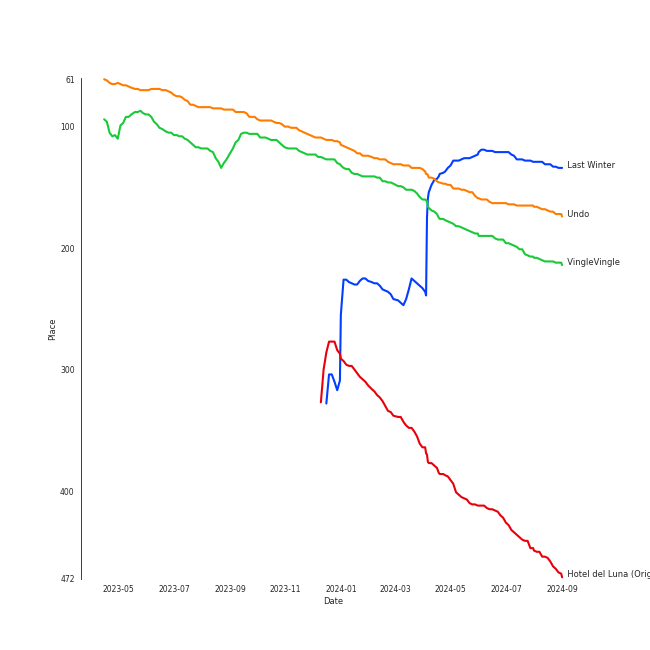 61
100
200
300
400
472
Place
Last Winter
Undo
VingleVingle
Hotel del Luna (Orig
2023-05
2023-07
2023-09
2023-11
2024-01
2024-03
2024-05
2024-07
2024-09
Date